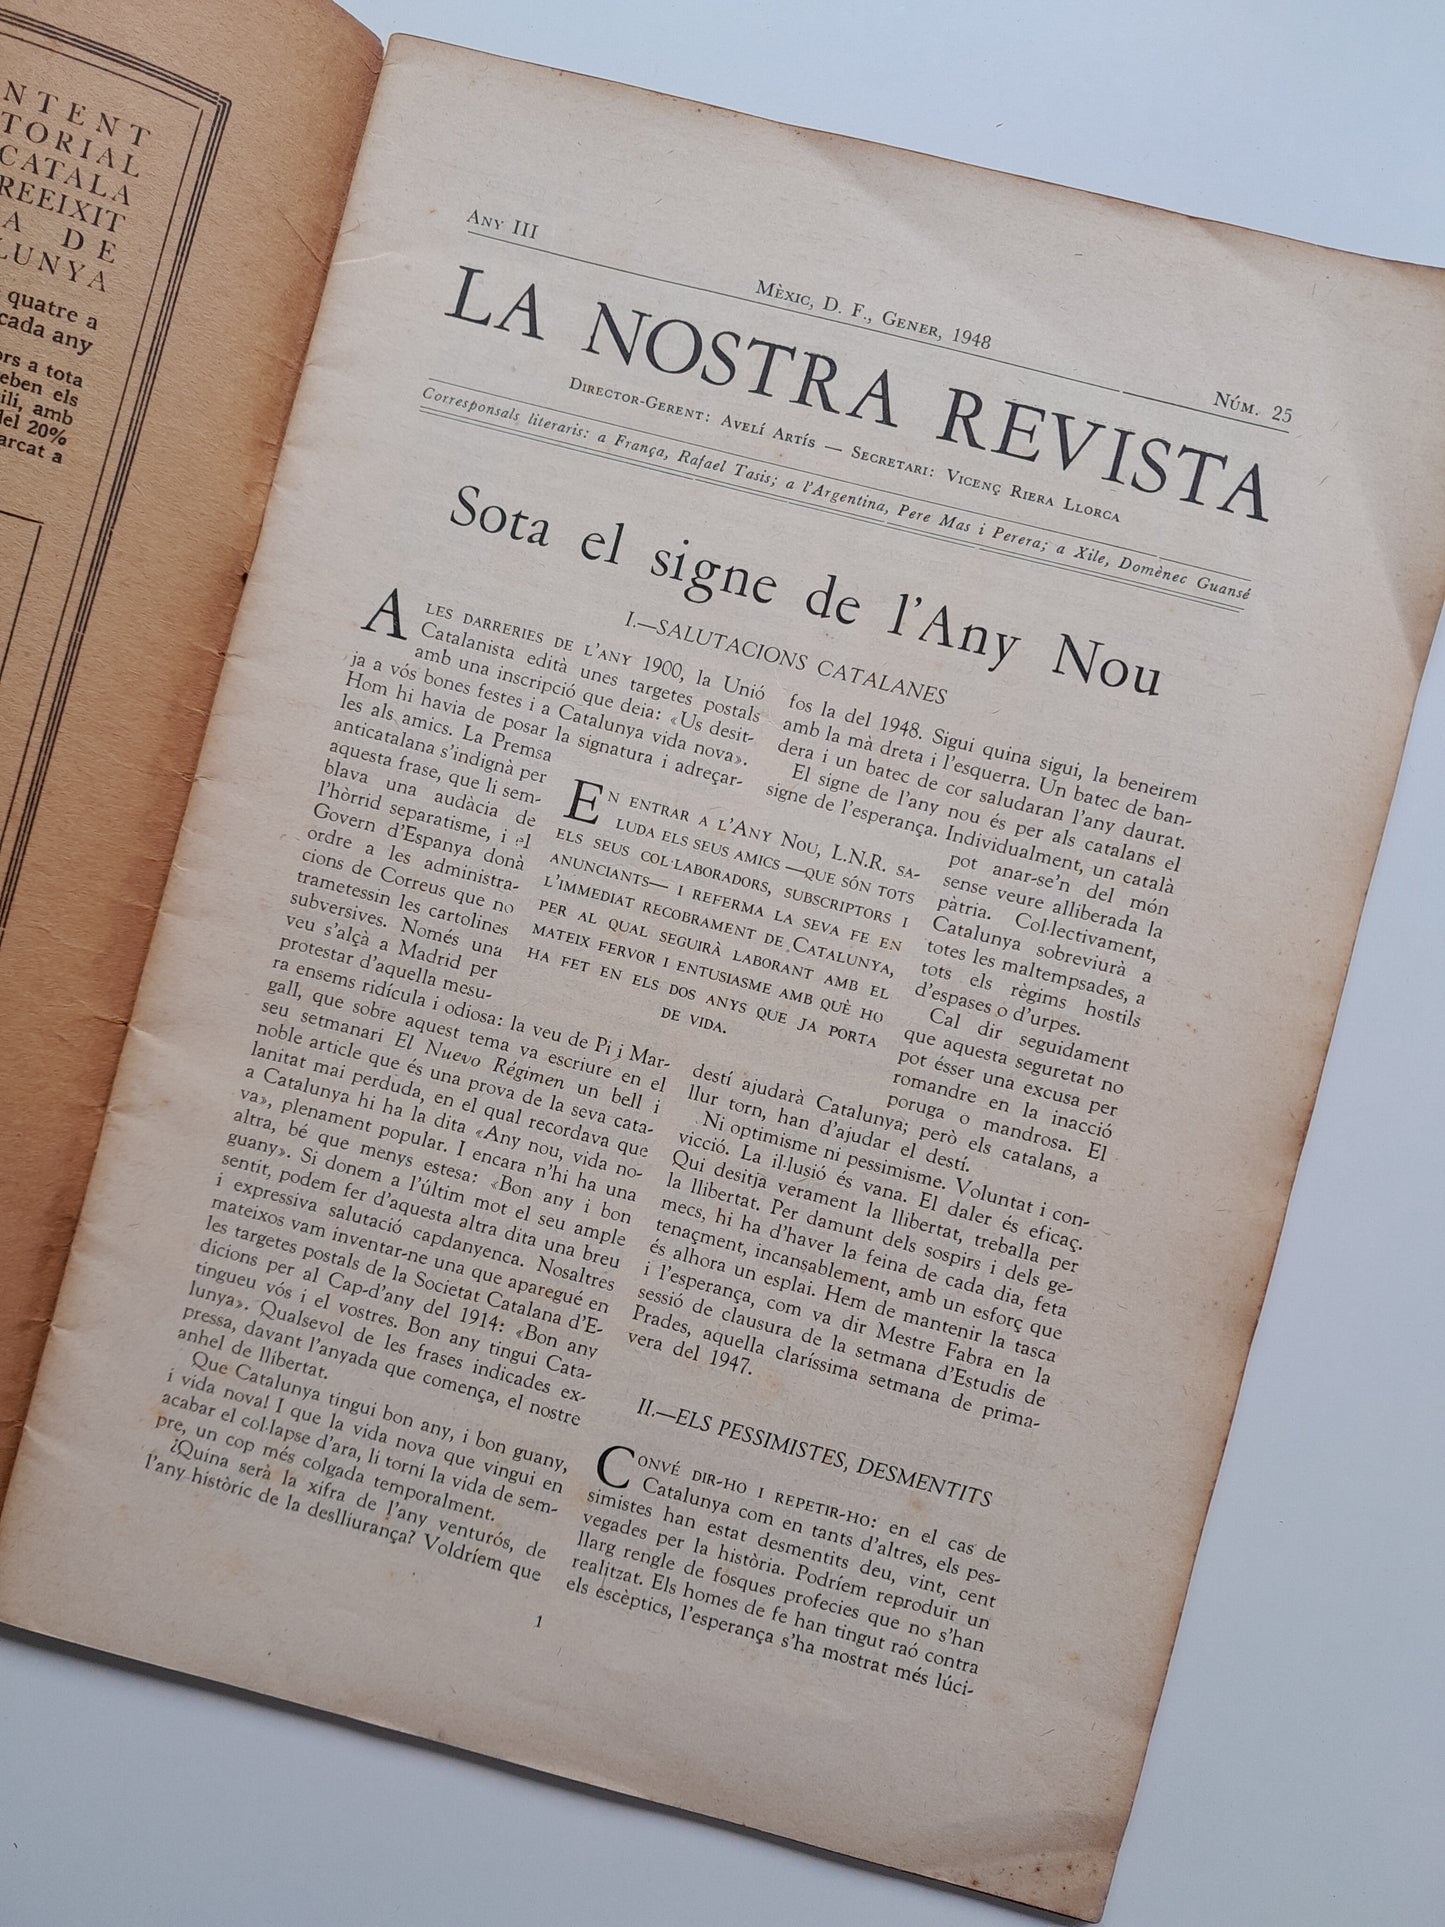 NTENT
TORIAL
CATALA
REEIXIT
A DE
LUNYA
quatre a
cada any
ors a tota
eben els
ili, amb
del 20%
arcat a
Any III
Mèxic, D. F., Gener, 1948
Núm. 25
LA NOSTRA REVISTA
Director-Gerent: Avelí Artís — Secretari: Vicenç Riera Llorca
Corresponsals literaris: a França, Rafael Tasis; a l'Argentina, Pere Mas i Perera; a Xile, Domènec Guansé
Sota el signe de l'Any Nou
I.—SALUTACIONS CATALANES
A les darreries de l'any 1900, la Unió
Catalanista edità unes targetes postals
amb una inscripció que deia: «Us desit-
ja a vós bones festes i a Catalunya vida nova».
Hom hi havia de posar la signatura i adreçar-
les als amics. La Premsa
anticatalana s'indignà per
aquesta frase, que li sem-
blava una audàcia de
l'hòrrid separatisme, i el
Govern d'Espanya donà
ordre a les administra-
cions de Correus que no
trametessin les cartolines
subversives. Només una
veu s'alçà a Madrid per
protestar d'aquella mesu-
ra ensems ridícula i odiosa: la veu de Pi i Mar-
gall, que sobre aquest tema va escriure en el
seu setmanari El Nuevo Régimen un bell i
noble article que és una prova de la seva cata-
lanitat mai perduda, en el qual recordava que
a Catalunya hi ha la dita «Any nou, vida no-
va», plenament popular. I encara n'hi ha una
altra, bé que menys estesa: «Bon any i bon
guany». Si donem a l'últim mot el seu ample
sentit, podem fer d'aquesta altra dita una breu
i expressiva salutació capdanyenca. Nosaltres
mateixos vam inventar-ne una que aparegué en
les targetes postals de la Societat Catalana d'E-
dicions per al Cap-d'any del 1914: «Bon any
tingueu vós i el vostres. Bon any tingui Cata-
lunya». Qualsevol de les frases indicades ex-
pressa, davant l'anyada que comença, el nostre
anhel de llibertat.
Que Catalunya tingui bon any, i bon guany,
i vida nova! I que la vida nova que vingui en
acabar el col·lapse d'ara, li torni la vida de sem-
pre, un cop més colgada temporalment.
¿Quina serà la xifra de l'any venturós, de
l'any històric de la deslliurança? Voldríem que
En entrar a l'Any Nou, L.N.R. sa-
luda els seus amics —que són tots
els seus col·laboradors, subscriptors i
anunciants— i referma la seva fe en
l'immediat recobrament de Catalunya,
per al qual seguirà laborant amb el
mateix fervor i entusiasme amb què ho
ha fet en els dos anys que ja porta
de vida.
fos la del 1948. Sigui quina sigui, la beneirem
amb la mà dreta i l'esquerra. Un batec de ban-
dera i un batec de cor saludaran l'any daurat.
El signe de l'any nou és per als catalans el
signe de l'esperança. Individualment, un català
pot anar-se'n del món
sense veure alliberada la
pàtria. Col·lectivament,
Catalunya sobreviurà a
totes les maltempsades, a
tots els règims hostils
d'espases o d'urpes.
Cal dir seguidament
que aquesta seguretat no
pot ésser una excusa per
romandre en la inacció
poruga o mandrosa. El
destí ajudarà Catalunya; però els catalans, a
llur torn, han d'ajudar el destí.
Ni optimisme ni pessimisme. Voluntat i con-
vicció. La il·lusió és vana. El daler és eficaç.
Qui desitja verament la llibertat, treballa per
la llibertat. Per damunt dels sospirs i dels ge-
mecs, hi ha d'haver la feina de cada dia, feta
tenaçment, incansablement, amb un esforç que
és alhora un esplai. Hem de mantenir la tasca
i l'esperança, com va dir Mestre Fabra en la
sessió de clausura de la setmana d'Estudis de
Prades, aquella claríssima setmana de prima-
vera del 1947.
II.—ELS PESSIMISTES, DESMENTITS
Convé dir-ho i repetir-ho: en el cas de
Catalunya com en tants d'altres, els pes-
simistes han estat desmentits deu, vint, cent
vegades per la història. Podríem reproduir un
llarg rengle de fosques profecies que no s'han
realitzat. Els homes de fe han tingut raó contra
els escèptics, l'esperança s'ha mostrat més lúci-
1